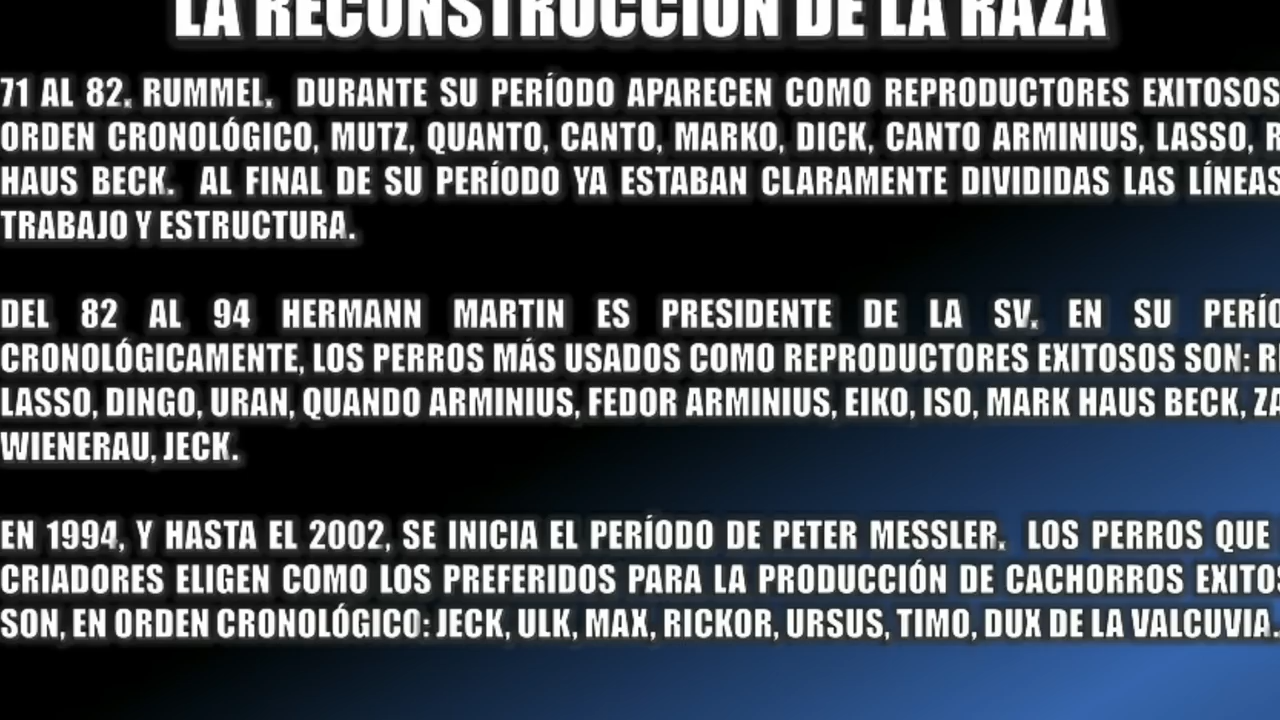 LA RECONSTRUCCIÓN DE LA RAZA
71 AL 82. RUMMEL. DURANTE SU PERÍODO APARECEN COMO REPRODUCTORES EXITOSOS
ORDEN CRONOLÓGICO, MUTZ, QUANTO, CANTO, MARKO, DICK, CANTO ARMINIUS, LASSO,
HAUS BECK. AL FINAL DE SU PERÍODO YA ESTABAN CLARAMENTE DIVIDIDAS LAS LÍNEAS
TRABAJO Y ESTRUCTURA.
DEL 82 AL 94 HERMANN MARTIN ES PRESIDENTE DE LA SV. EN SU
CRONOLÓGICAMENTE, LOS PERROS MÁS USADOS COMO REPRODUCTORES EXITOSOS SON:
LASSO, DINGO, URAN, QUANDO ARMINIUS, FEDOR ARMINIUS, EIKO, ISO, MARK HAUS BECK,
WIENERAU, JECK.
EN 1994, Y HASTA EL 2002, SE INICIA EL PERÍODO DE PETER MESSLER. LOS PERROS QUE
CRIADORES ELIGEN COMO LOS PREFERIDOS PARA LA PRODUCCIÓN DE CACHORROS
SON, EN ORDEN CRONOLÓGICO: JECK, ULK, MAX, RICKOR, URSUS, TIMO, DUX DE LA VALCUVIA.